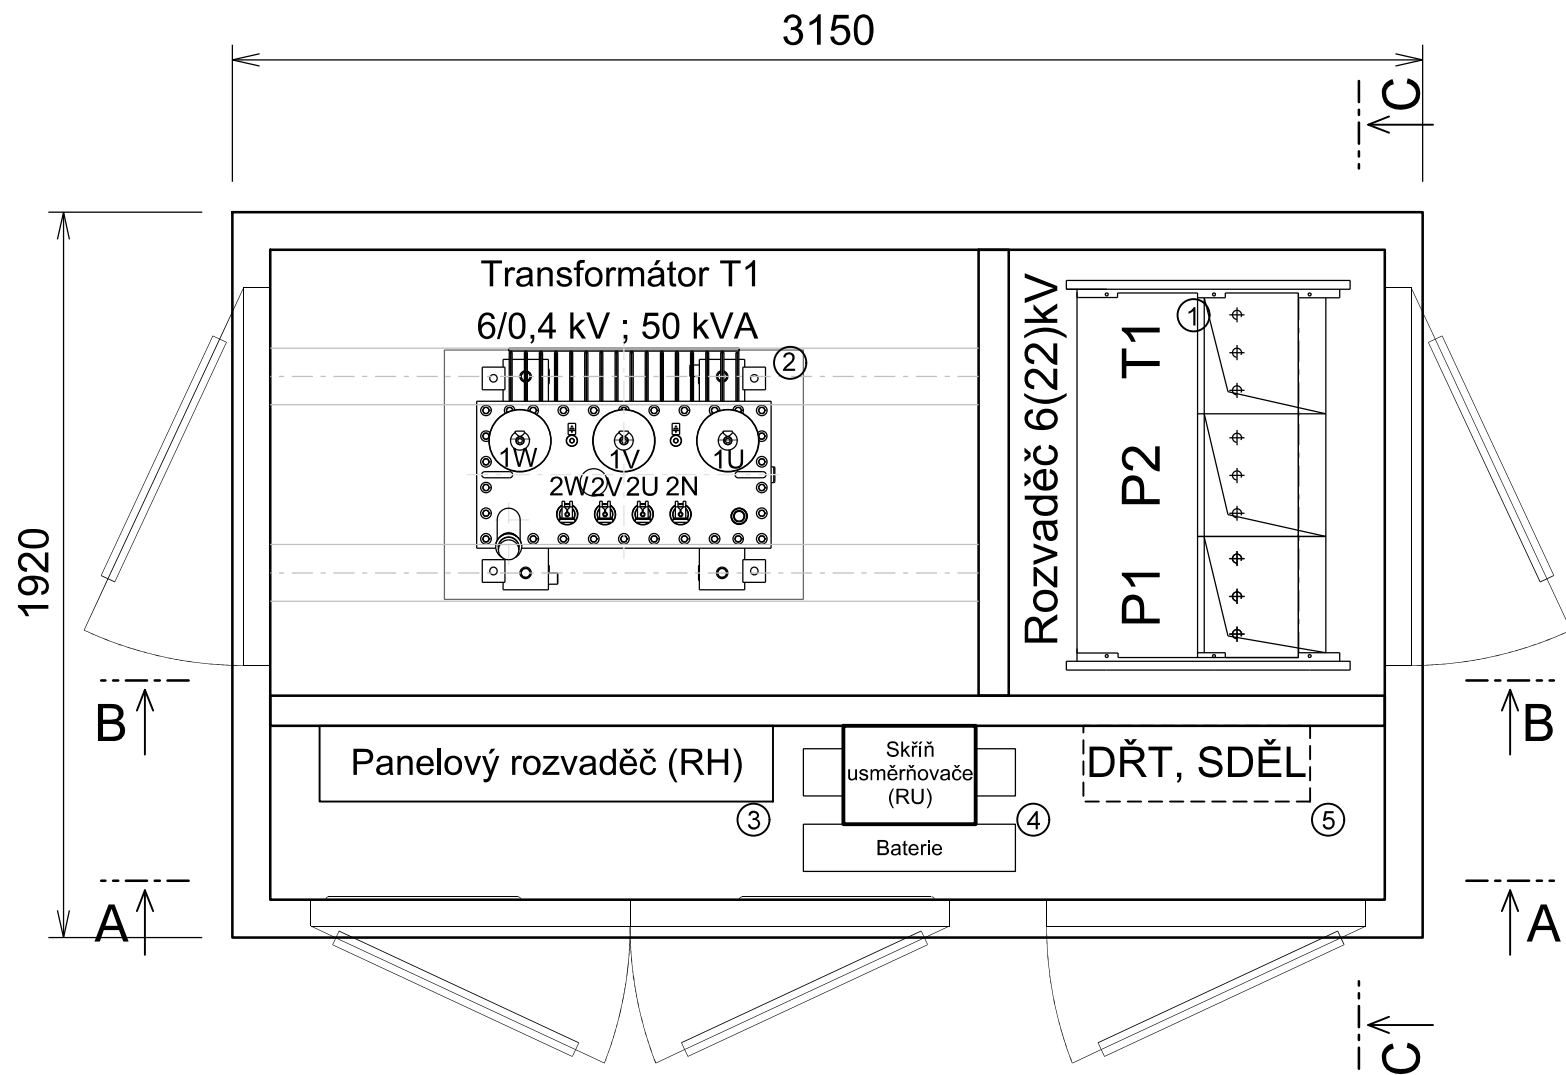 3150
C
1920
Transformátor T1
6/0,4 kV ; 50 kVA
2
1W
1V
1U
2W
2V
2U
2N
Rozvaděč 6(22)kV
T1
P2
P1
1
B
B
Panelový rozvaděč (RH)
3
Skříň
usměrňovače
(RU)
4
Baterie
DŘT, SDĚL
5
A
A
C